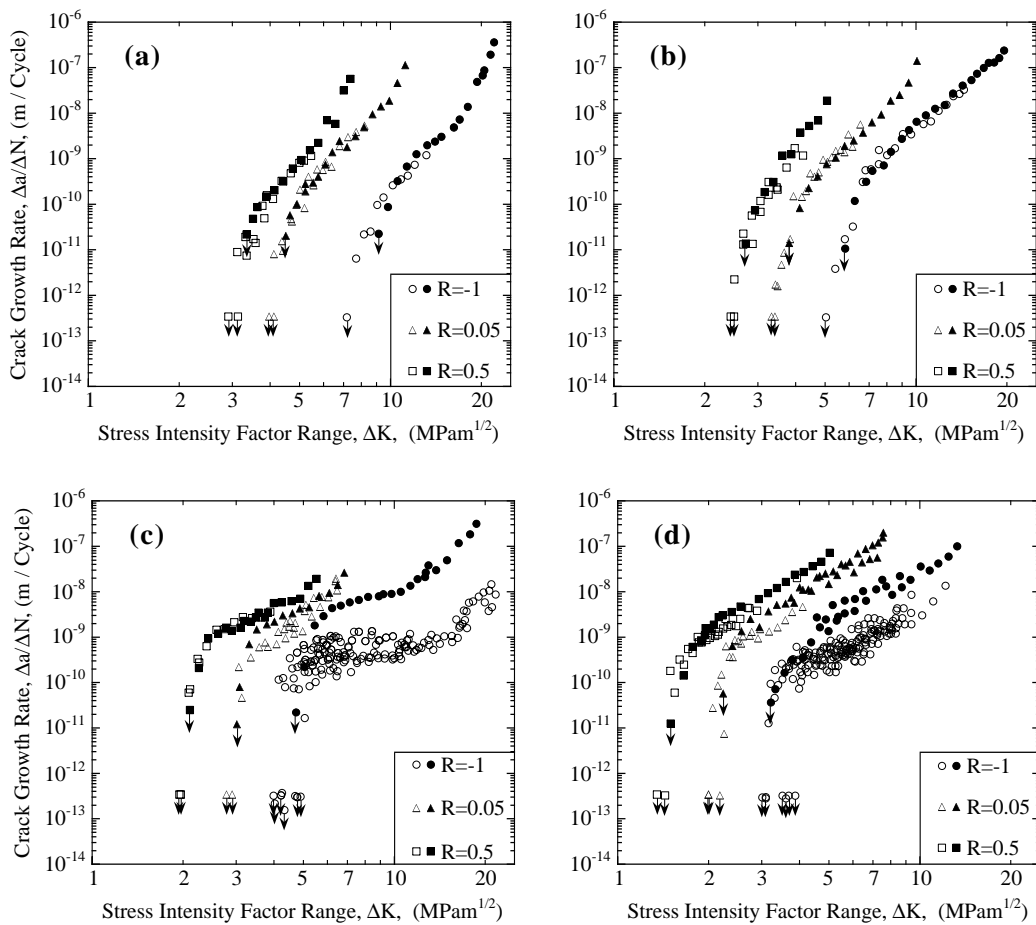 (a)
Crack Growth Rate, Δa/ΔN, (m / Cycle)
10^-6
10^-7
10^-8
10^-9
10^-10
10^-11
10^-12
10^-13
10^-14
R=-1
R=0.05
R=0.5
1 2 3 5 7 10 20
Stress Intensity Factor Range, ΔK, (MPam^1/2)
(b)
Crack Growth Rate, Δa/ΔN, (m / Cycle)
10^-6
10^-7
10^-8
10^-9
10^-10
10^-11
10^-12
10^-13
10^-14
R=-1
R=0.05
R=0.5
1 2 3 5 7 10 20
Stress Intensity Factor Range, ΔK, (MPam^1/2)
(c)
Crack Growth Rate, Δa/ΔN, (m / Cycle)
10^-6
10^-7
10^-8
10^-9
10^-10
10^-11
10^-12
10^-13
10^-14
R=-1
R=0.05
R=0.5
1 2 3 5 7 10 20
Stress Intensity Factor Range, ΔK, (MPam^1/2)
(d)
10^-6
10^-7
10^-8
10^-9
10^-10
10^-11
10^-12
10^-13
10^-14
R=-1
R=0.05
R=0.5
1 2 3 5 7 10 20
Stress Intensity Factor Range, ΔK, (MPam^1/2)